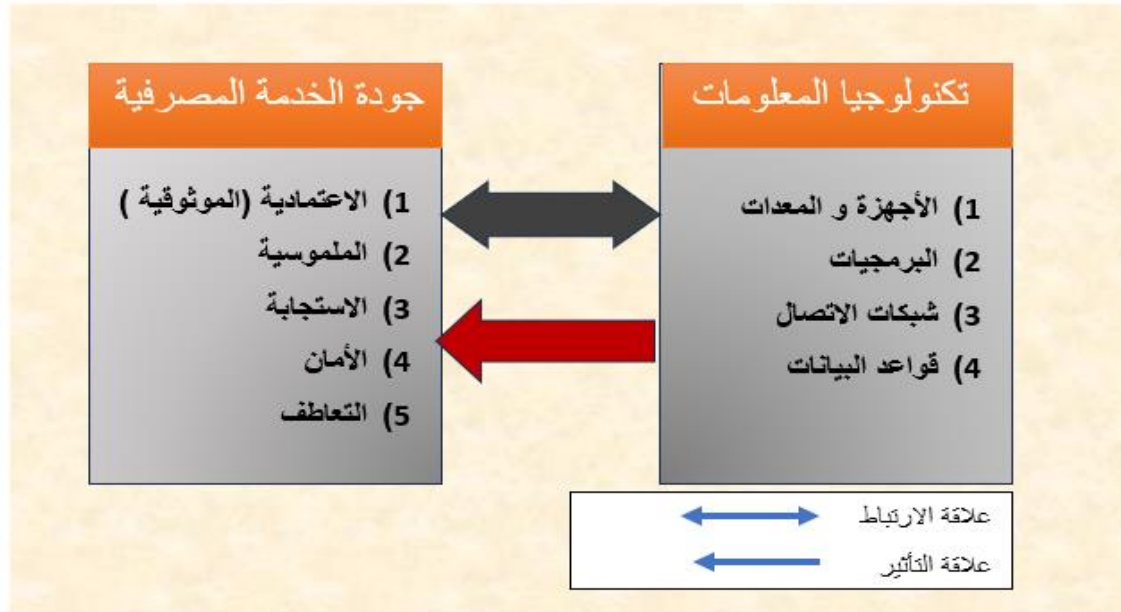 تكنولوجيا المعلومات
1) الأجهزة و المعدات
2) البرمجيات
3) شبكات الاتصال
4) قواعد البيانات
جودة الخدمة المصرفية
1) الاعتمادية (الموثوقية )
2) الملموسية
3) الاستجابة
4) الأمان
5) التعاطف
علاقة الارتباط
علاقة التأثير